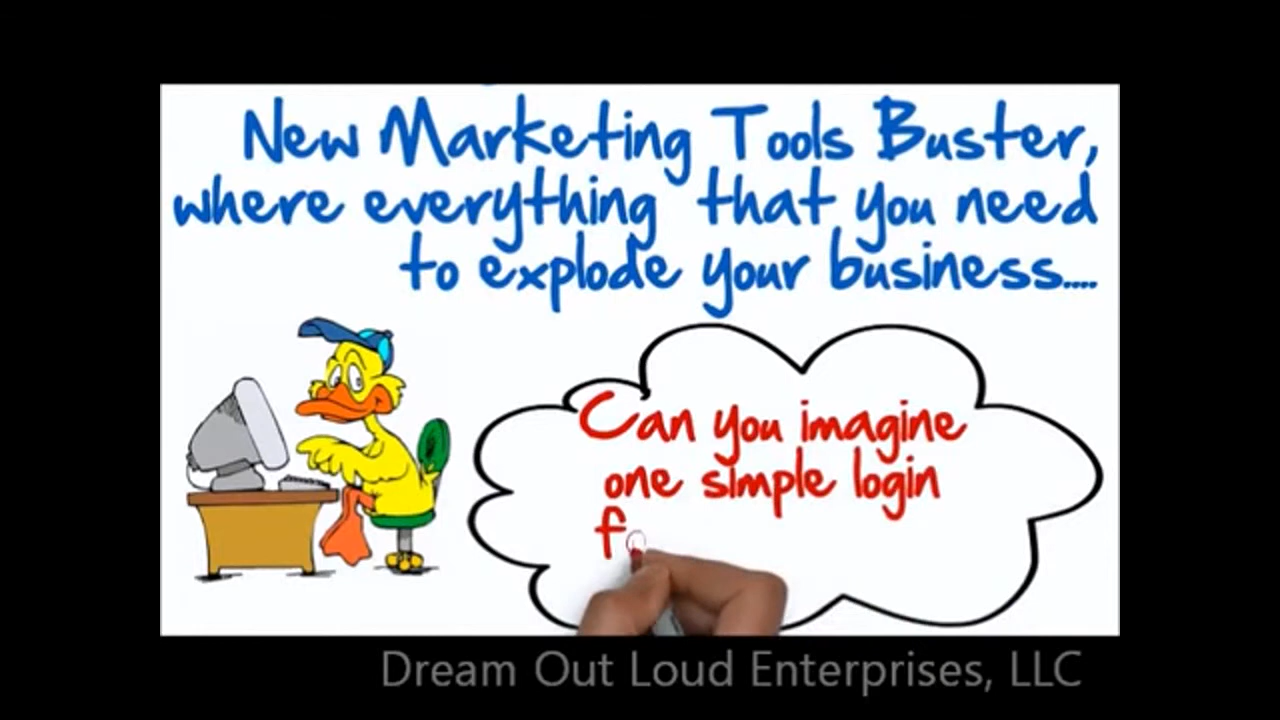 New Marketing Tools Buster,
where everything that you need
to explode your business....
Can you imagine
one simple login
f
Dream Out Loud Enterprises, LLC